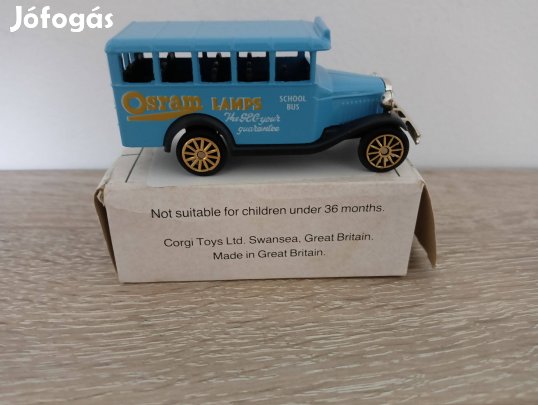 Jófogás
Osram LAMPS
SCHOOL
BUS
The GEC your
guarantee
Not suitable for children under 36 months.
Corgi Toys Ltd. Swansea, Great Britain.
Made in Great Britain.